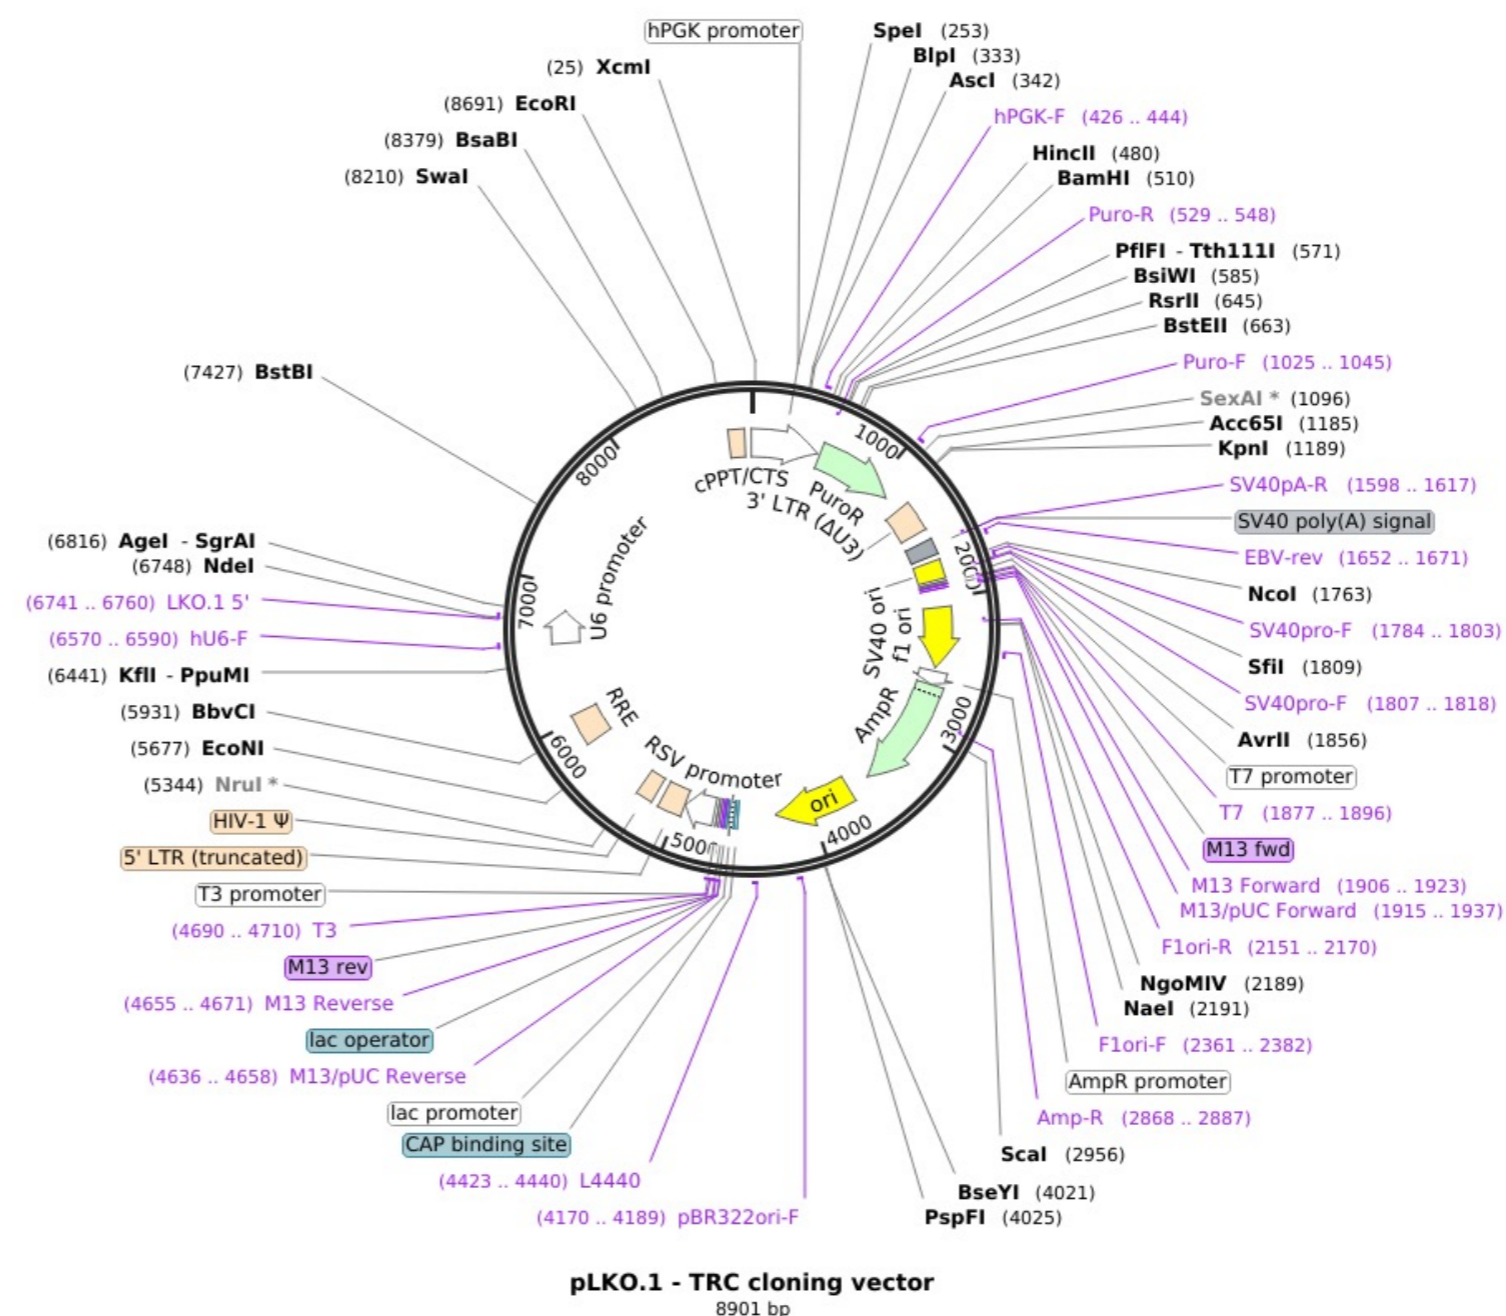 hPGK promoter
(25) XcmI
(8691) EcoRI
(8379) BsaBI
(8210) SwaI
(7427) BstBI
(6816) AgeI - SgrAI
(6748) NdeI
(6741 .. 6760) LKO.1 5'
(6570 .. 6590) hU6-F
(6441) KflI - PpuMI
(5931) BbvCI
(5677) EcoNI
(5344) NruI *
HIV-1 Ψ
5' LTR (truncated)
T3 promoter
(4690 .. 4710) T3
M13 rev
(4655 .. 4671) M13 Reverse
lac operator
(4636 .. 4658) M13/pUC Reverse
lac promoter
CAP binding site
(4423 .. 4440) L4440
(4170 .. 4189) pBR322ori-F
SpeI (253)
BlpI (333)
AscI (342)
hPGK-F (426 .. 444)
HincII (480)
BamHI (510)
Puro-R (529 .. 548)
PflFI - Tth111I (571)
BsiWI (585)
RsrII (645)
BstEII (663)
Puro-F (1025 .. 1045)
SexAI * (1096)
Acc65I (1185)
KpnI (1189)
SV40pA-R (1598 .. 1617)
SV40 poly(A) signal
EBV-rev (1652 .. 1671)
NcoI (1763)
SV40pro-F (1784 .. 1803)
SfiI (1809)
SV40pro-F (1807 .. 1818)
AvrII (1856)
T7 promoter
T7 (1877 .. 1896)
M13 fwd
M13 Forward (1906 .. 1923)
M13/pUC Forward (1915 .. 1937)
F1ori-R (2151 .. 2170)
NgoMIV (2189)
NaeI (2191)
F1ori-F (2361 .. 2382)
AmpR promoter
Amp-R (2868 .. 2887)
ScaI (2956)
BseYI (4021)
PspFI (4025)
1000
2000
3000
4000
5000
6000
7000
8000
cPPT/CTS
PuroR
3' LTR (ΔU3)
SV40 ori
f1 ori
AmpR
ori
RSV promoter
RRE
U6 promoter
pLKO.1 - TRC cloning vector
8901 bp